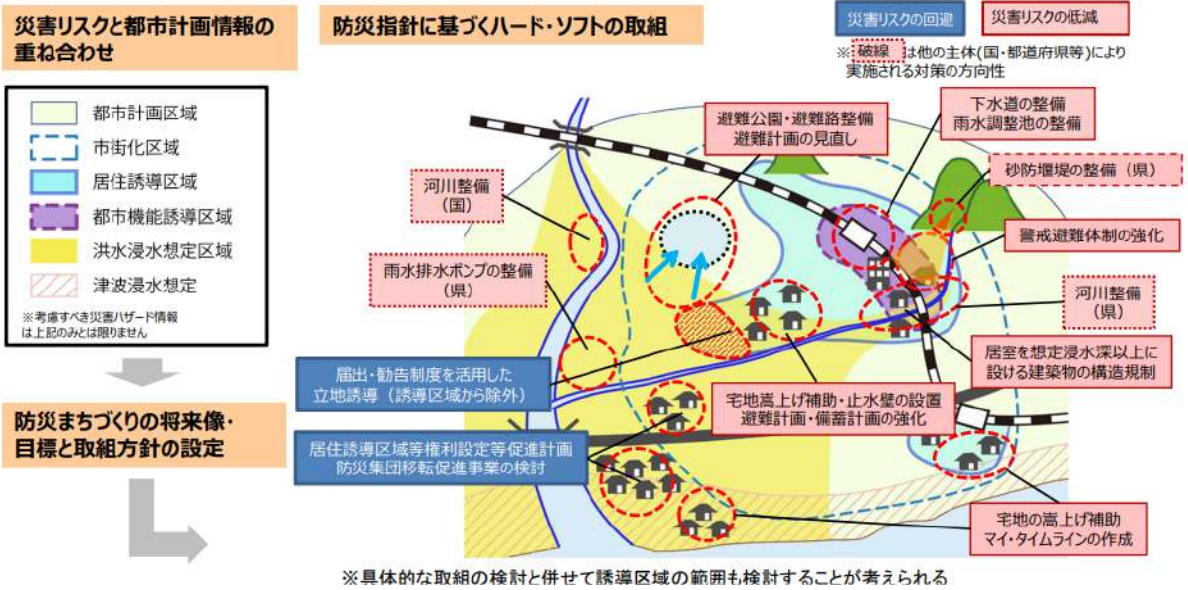 災害リスクと都市計画情報の
重ね合わせ
都市計画区域
市街化区域
居住誘導区域
都市機能誘導区域
洪水浸水想定区域
津波浸水想定
※考慮すべき災害ハザード情報
は上記のみとは限りません
防災まちづくりの将来像・
目標と取組方針の設定
防災指針に基づくハード・ソフトの取組
災害リスクの回避
災害リスクの低減
※破線は他の主体(国・都道府県等)により
実施される対策の方向性
避難公園・避難路整備
避難計画の見直し
下水道の整備
雨水調整池の整備
砂防堰堤の整備（県）
河川整備
（国）
警戒避難体制の強化
雨水排水ポンプの整備
（県）
河川整備
（県）
居室を想定浸水深以上に
設ける建築物の構造規制
届出・勧告制度を活用した
立地誘導（誘導区域から除外）
宅地嵩上げ補助・止水壁の設置
避難計画・備蓄計画の強化
居住誘導区域等権利設定等促進計画
防災集団移転促進事業の検討
宅地の嵩上げ補助
マイ・タイムラインの作成
※具体的な取組の検討と併せて誘導区域の範囲も検討することが考えられる